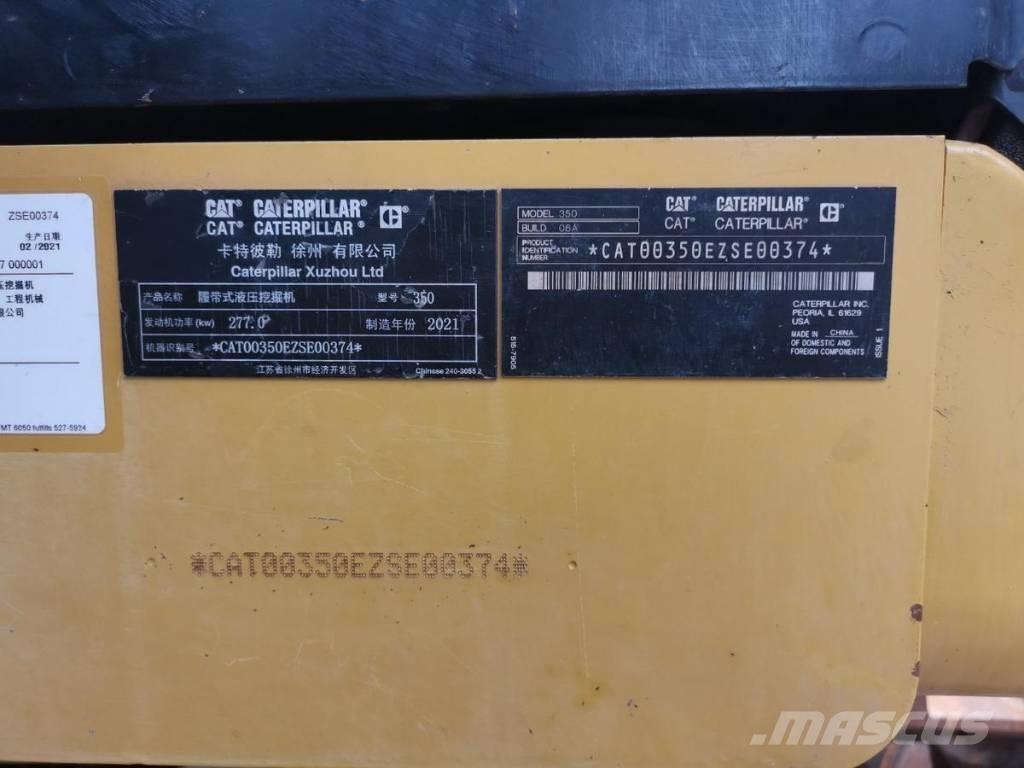 ZSE00374
生产日期
02/2021
7 000001
压挖掘机
工程机械
限公司
TMT 6050 fulfills 527-5924
CAT® CATERPILLAR®
CAT® CATERPILLAR®
卡特彼勒 徐州 有限公司
Caterpillar Xuzhou Ltd
产品名称 履带式液压挖掘机 型号 350
发动机功率(kw) 277.0 制造年份 2021
机器识别号 *CAT00350EZSE00374*
江苏省徐州市经济开发区 Chinese 240-3055 2
MODEL 350
BUILD 06A
CAT® CATERPILLAR®
CAT® CATERPILLAR®
PRODUCT IDENTIFICATION NUMBER *CAT00350EZSE00374*
CATERPILLAR INC.
PEORIA, IL 61629
USA
MADE IN CHINA
OF DOMESTIC AND
FOREIGN COMPONENTS
516-7905
ISSUE 1
*CAT00350EZSE00374*
MASCUS